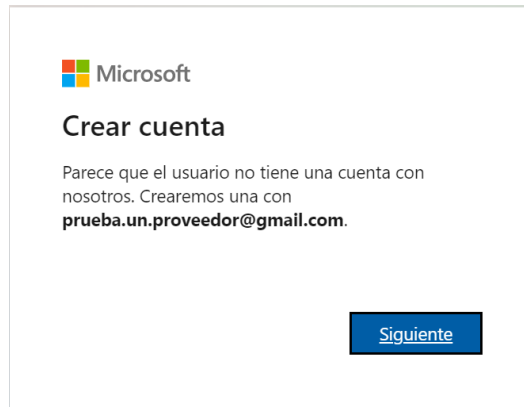 Microsoft
Crear cuenta
Parece que el usuario no tiene una cuenta con
nosotros. Crearemos una con
prueba.un.proveedor@gmail.com.
Siguiente